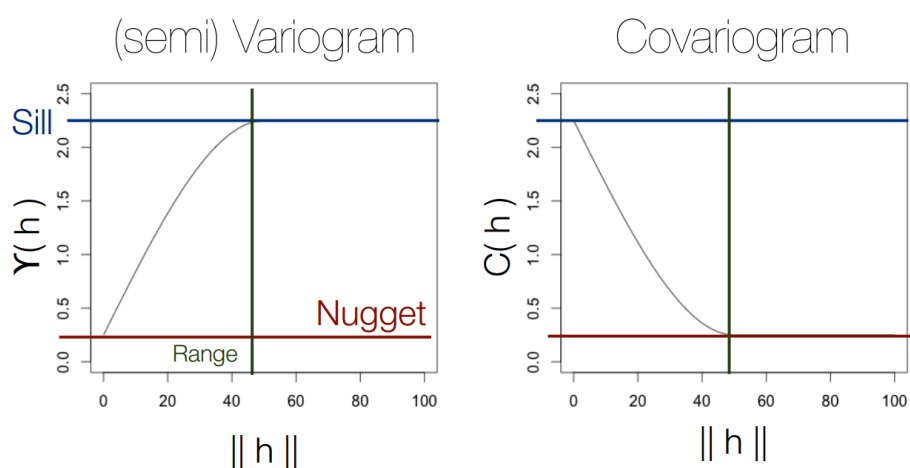 (semi) Variogram
Sill
ϒ( h )
2.5
2.0
1.5
1.0
0.5
0.0
Nugget
Range
0 20 40 60 80 100
|| h ||
Covariogram
C( h )
2.5
2.0
1.5
1.0
0.5
0.0
0 20 40 60 80 100
|| h ||